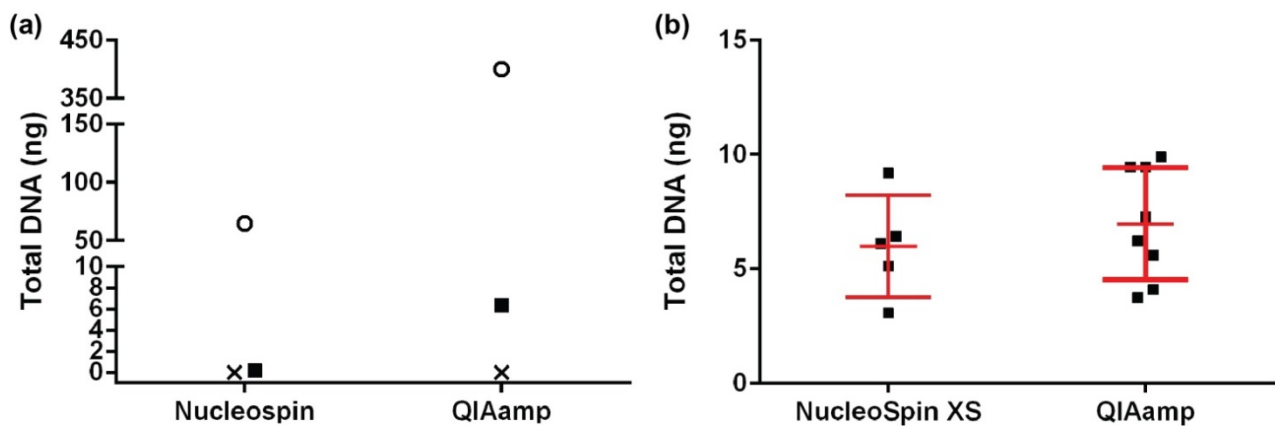 (a)
450
350
150
100
50
10
8
6
4
2
0
Total DNA (ng)
Nucleospin QIAamp
(b)
15
10
5
0
Total DNA (ng)
NucleoSpin XS QIAamp